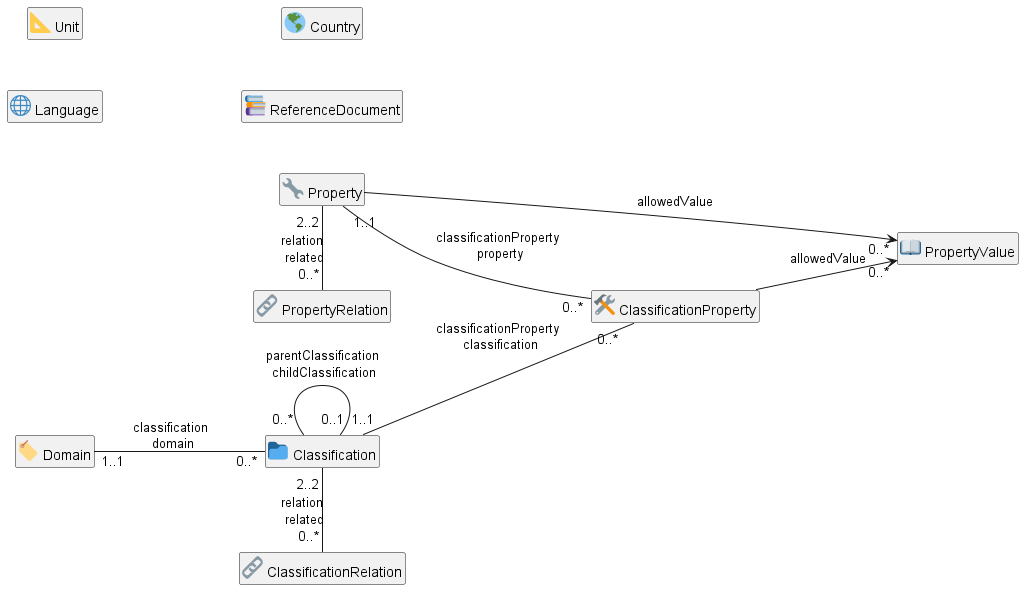 Unit
Country
Language
ReferenceDocument
Property
allowedValue
2..2
1..1
relation
related
0..*
classificationProperty
property
0..*
PropertyValue
allowedValue
0..*
PropertyRelation
0..*
ClassificationProperty
classificationProperty
classification
0..*
parentClassification
childClassification
0..*
0..1
1..1
classification
domain
Domain
1..1
0..*
Classification
2..2
relation
related
0..*
ClassificationRelation